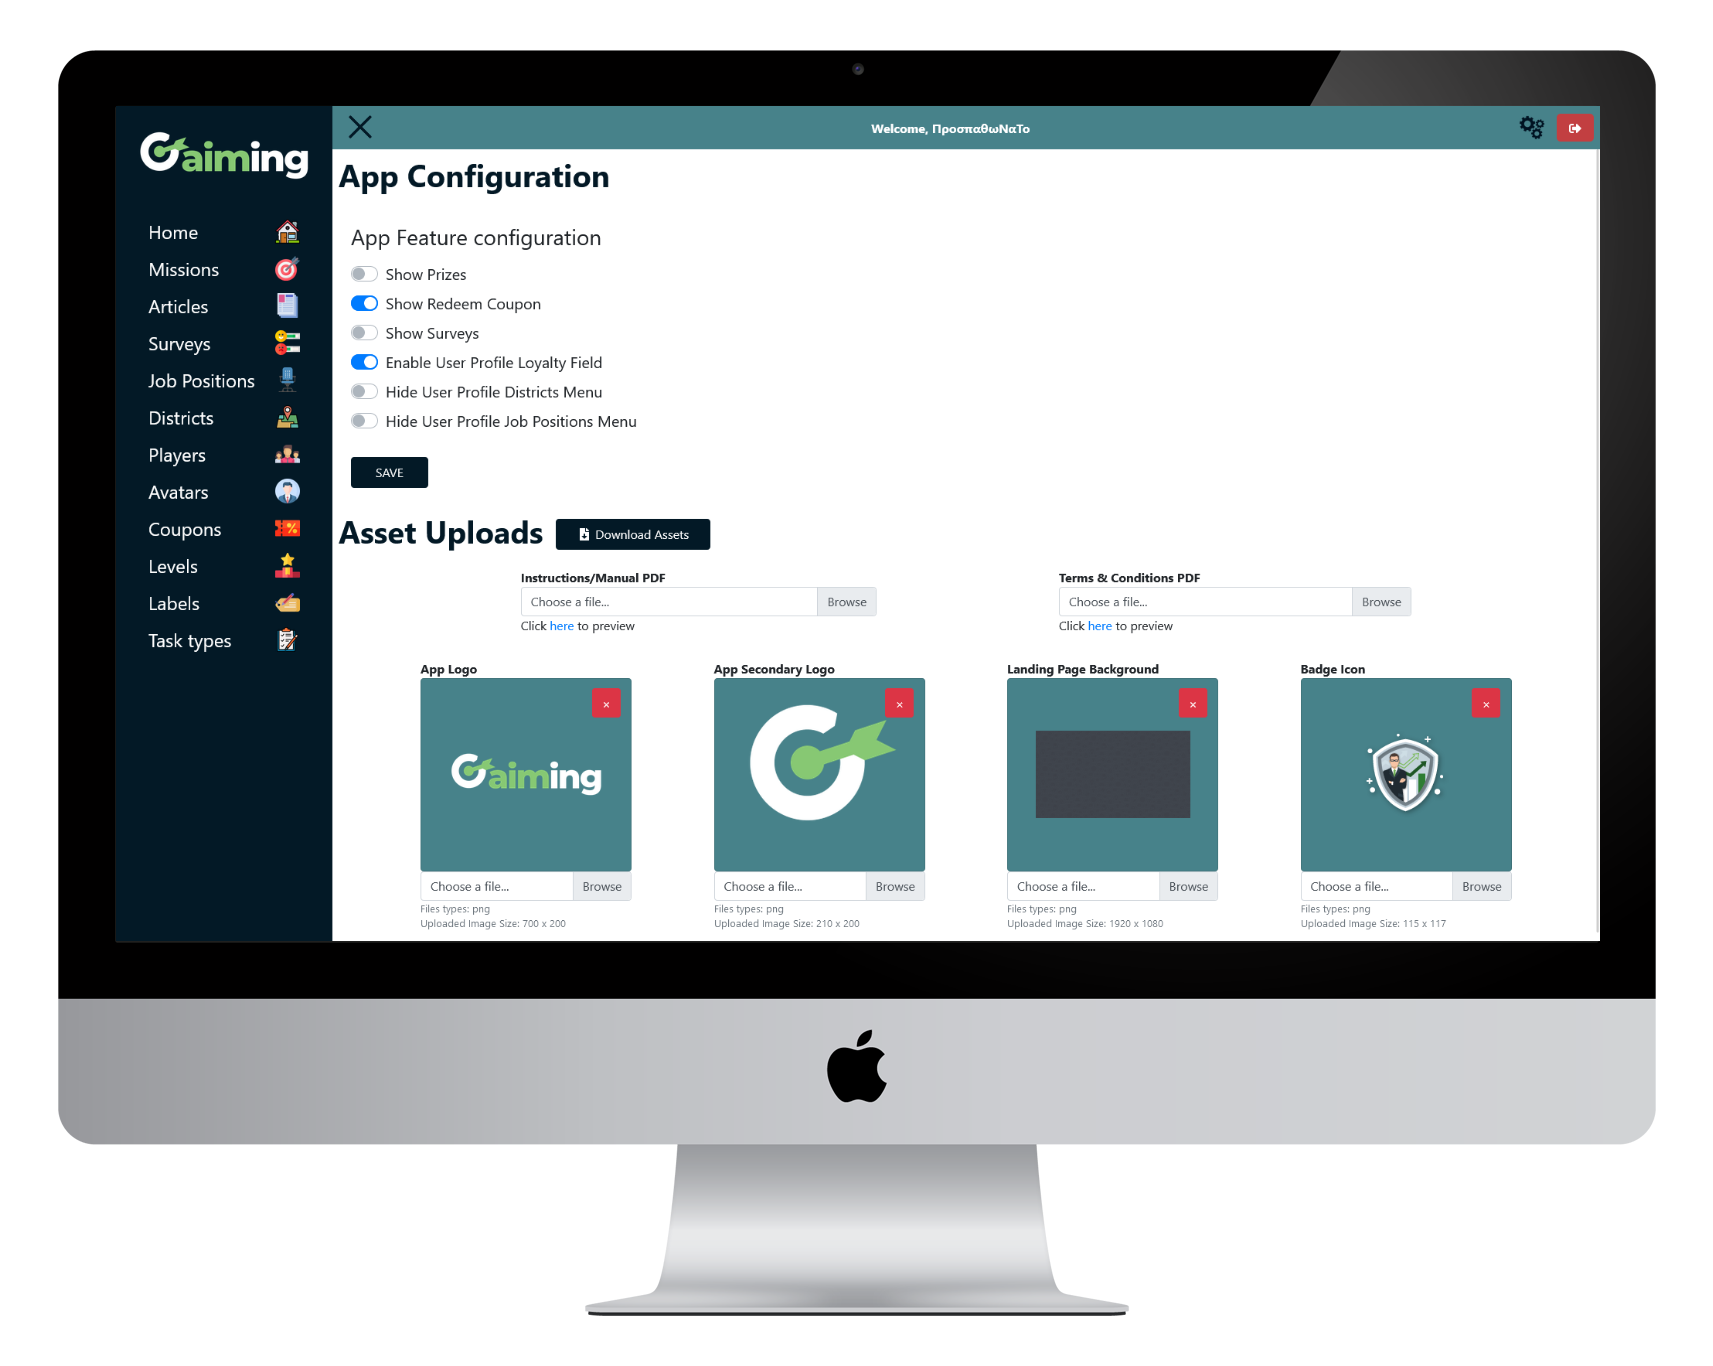 Gaiming
Home
Missions
Articles
Surveys
Job Positions
Districts
Players
Avatars
Coupons
Levels
Labels
Task types
Welcome, ΠροσπαθωΝαΤο
App Configuration
App Feature configuration
Show Prizes
Show Redeem Coupon
Show Surveys
Enable User Profile Loyalty Field
Hide User Profile Districts Menu
Hide User Profile Job Positions Menu
SAVE
Asset Uploads
Download Assets
Instructions/Manual PDF
Choose a file... Browse
Click here to preview
Terms & Conditions PDF
Choose a file... Browse
Click here to preview
App Logo
Gaiming
Choose a file... Browse
Files types: png
Uploaded Image Size: 700 x 200
App Secondary Logo
Choose a file... Browse
Files types: png
Uploaded Image Size: 210 x 200
Landing Page Background
Choose a file... Browse
Files types: png
Uploaded Image Size: 1920 x 1080
Badge Icon
Choose a file... Browse
Files types: png
Uploaded Image Size: 115 x 117